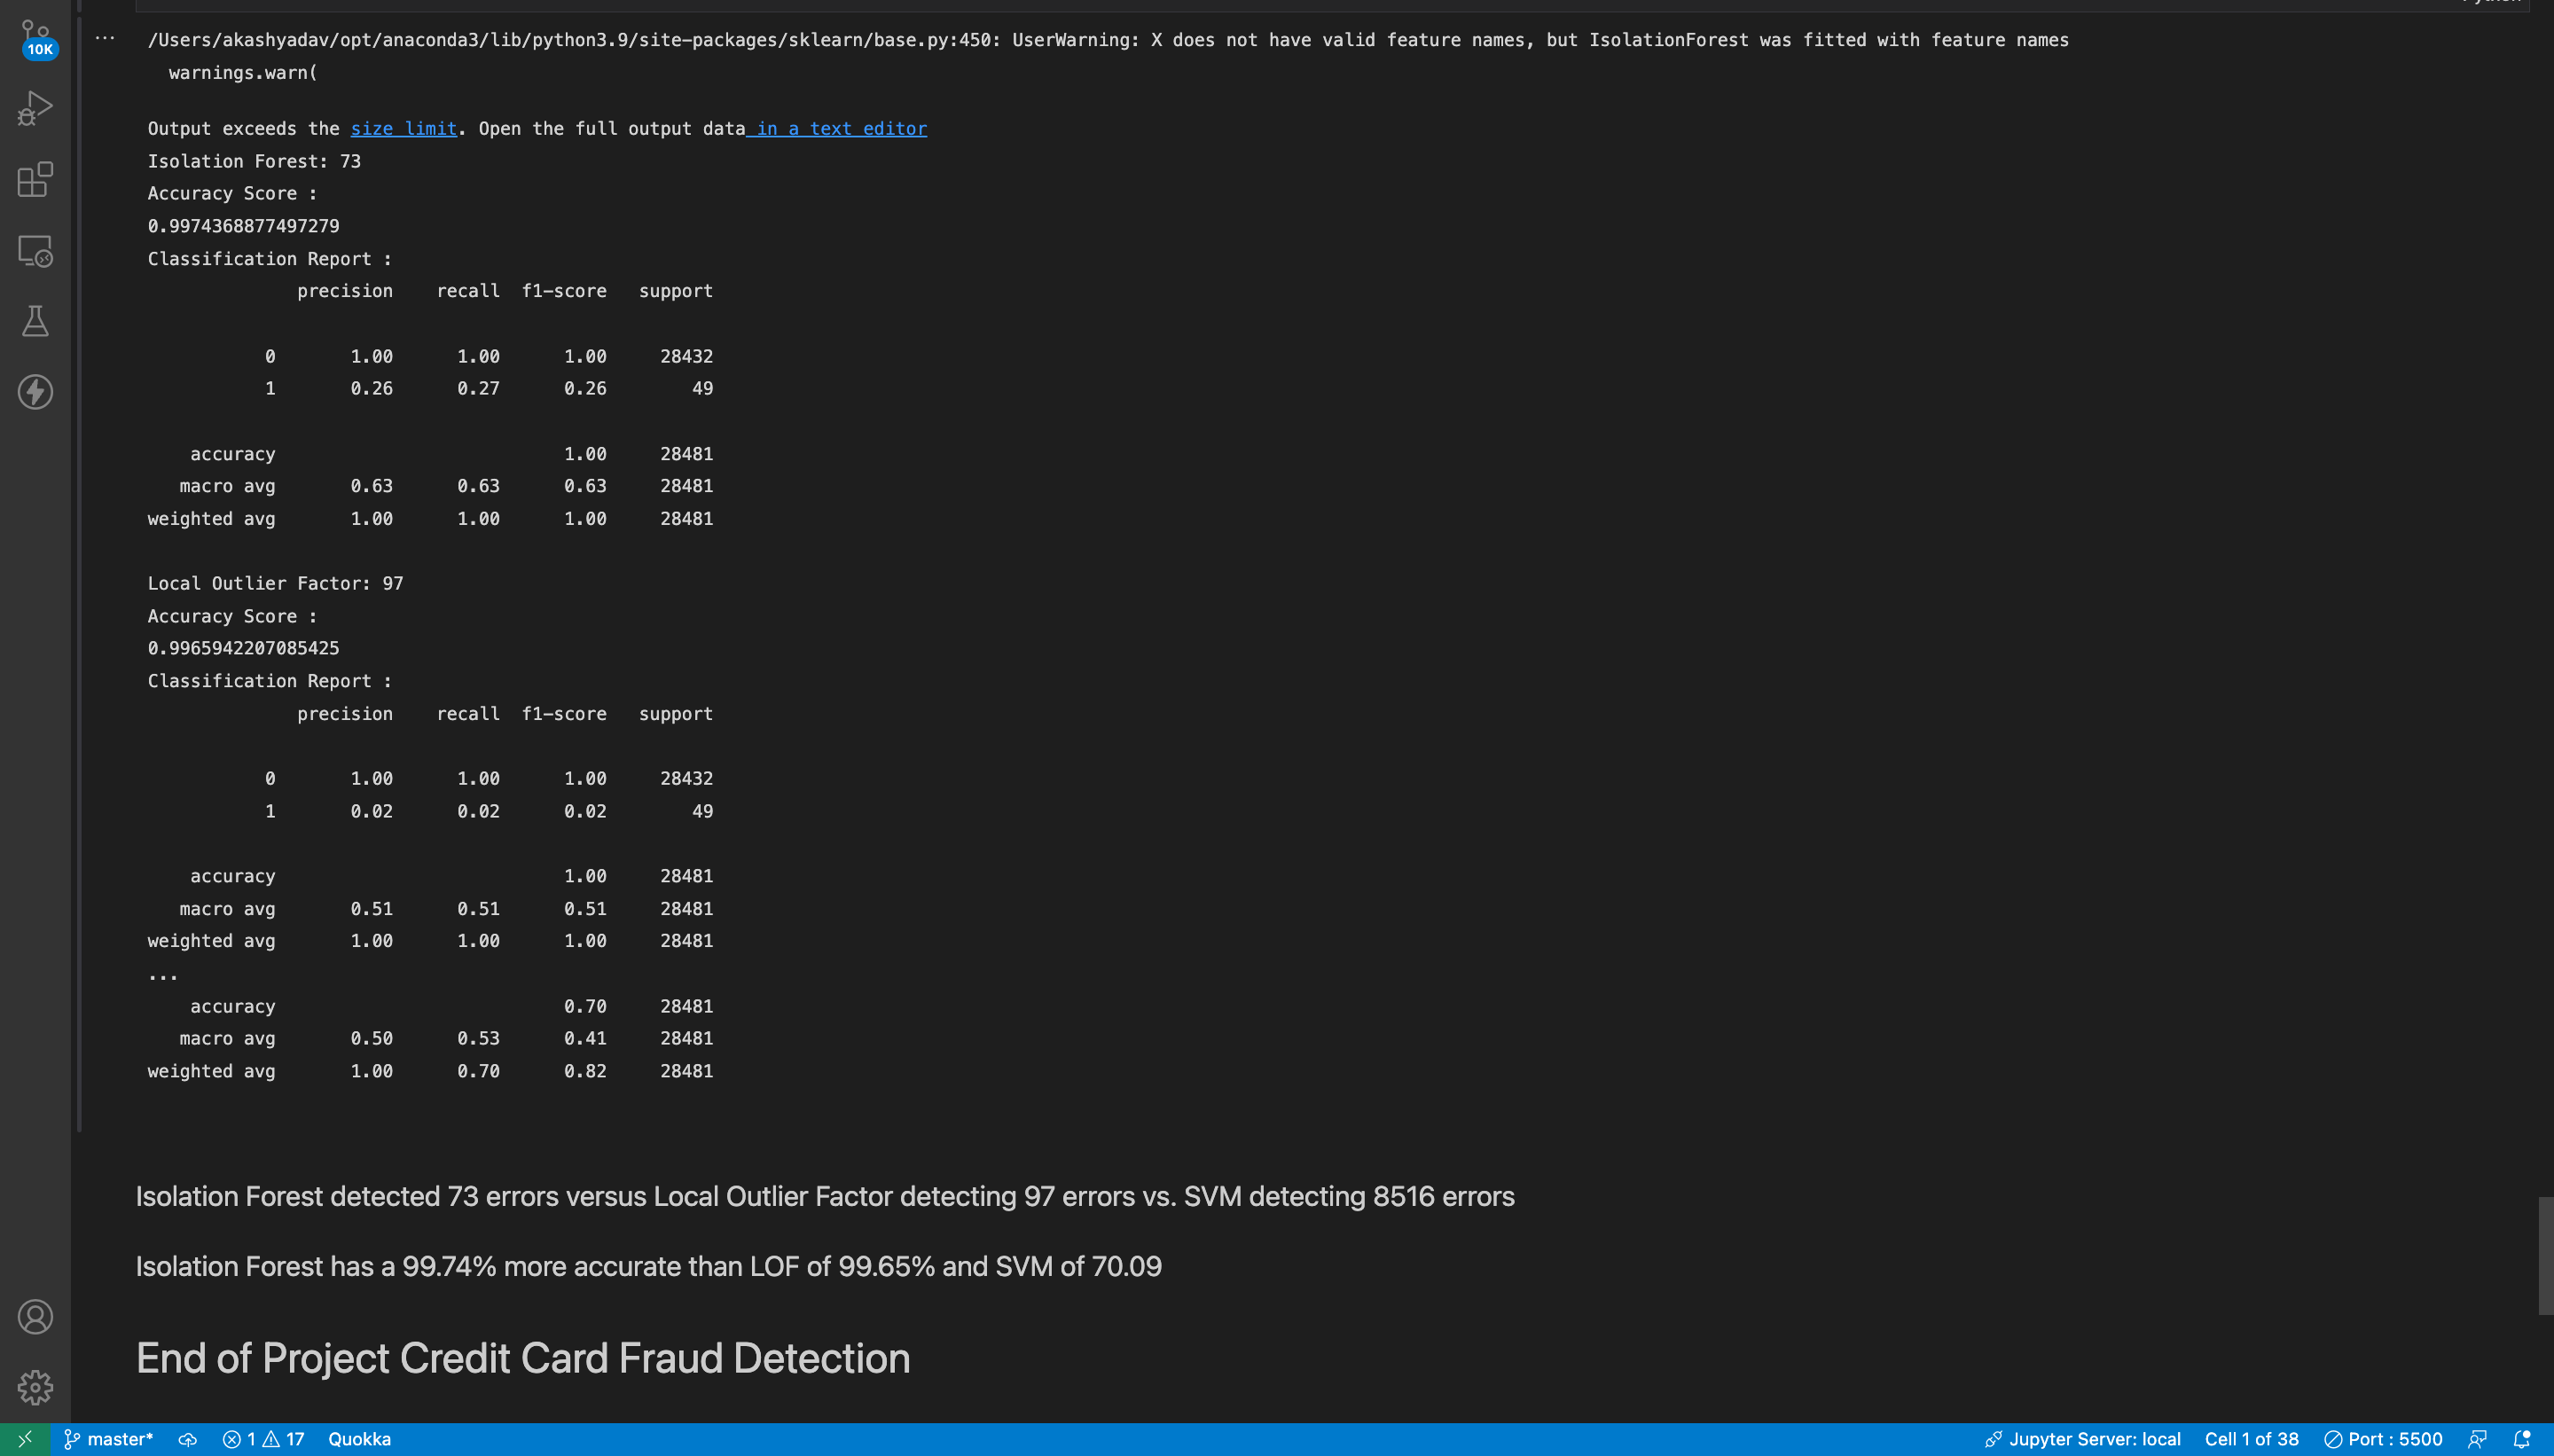 10K
... /Users/akashyadav/opt/anaconda3/lib/python3.9/site-packages/sklearn/base.py:450: UserWarning: X does not have valid feature names, but IsolationForest was fitted with feature names
warnings.warn(
Output exceeds the size limit. Open the full output data in a text editor
Isolation Forest: 73
Accuracy Score :
0.9974368877497279
Classification Report :
precision recall f1-score support
0 1.00 1.00 1.00 28432
1 0.26 0.27 0.26 49
accuracy 1.00 28481
macro avg 0.63 0.63 0.63 28481
weighted avg 1.00 1.00 1.00 28481
Local Outlier Factor: 97
Accuracy Score :
0.9965942207085425
Classification Report :
precision recall f1-score support
0 1.00 1.00 1.00 28432
1 0.02 0.02 0.02 49
accuracy 1.00 28481
macro avg 0.51 0.51 0.51 28481
weighted avg 1.00 1.00 1.00 28481
...
accuracy 0.70 28481
macro avg 0.50 0.53 0.41 28481
weighted avg 1.00 0.70 0.82 28481
Isolation Forest detected 73 errors versus Local Outlier Factor detecting 97 errors vs. SVM detecting 8516 errors
Isolation Forest has a 99.74% more accurate than LOF of 99.65% and SVM of 70.09
End of Project Credit Card Fraud Detection
master* 1 17 Quokka Jupyter Server: local Cell 1 of 38 Port : 5500